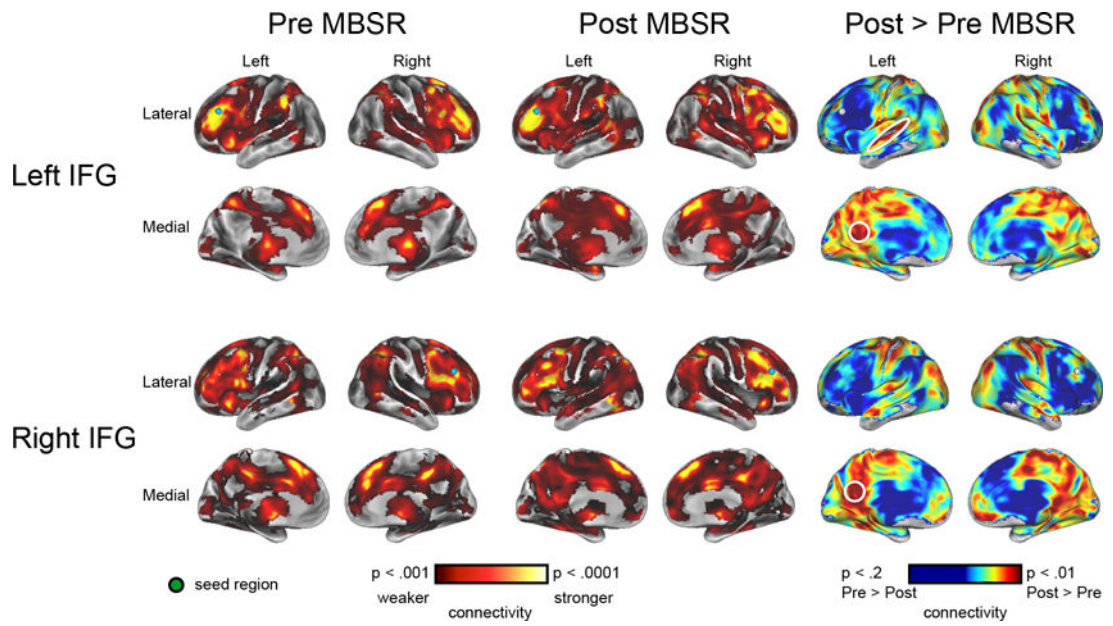 Pre MBSR Post MBSR Post > Pre MBSR
Left Right Left Right Left Right
Lateral
Left IFG
Medial
Lateral
Right IFG
Medial
seed region
p < .001 p < .0001
weaker stronger
connectivity
p < .2 p < .01
Pre > Post Post > Pre
connectivity